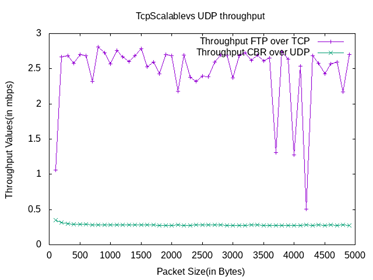 TcpScalablevs UDP throughput
Throughput FTP over TCP
Throughput CBR over UDP
Throughput Values(in mbps)
3
2.5
2
1.5
1
0.5
0
0 500 1000 1500 2000 2500 3000 3500 4000 4500 5000
Packet Size(in Bytes)